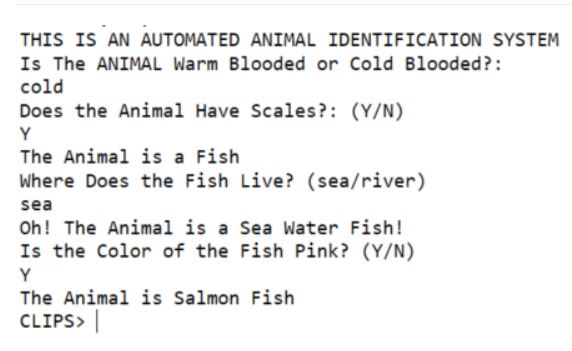 THIS IS AN AUTOMATED ANIMAL IDENTIFICATION SYSTEM
Is The ANIMAL Warm Blooded or Cold Blooded?:
cold
Does the Animal Have Scales?: (Y/N)
Y
The Animal is a Fish
Where Does the Fish Live? (sea/river)
sea
Oh! The Animal is a Sea Water Fish!
Is the Color of the Fish Pink? (Y/N)
Y
The Animal is Salmon Fish
CLIPS>